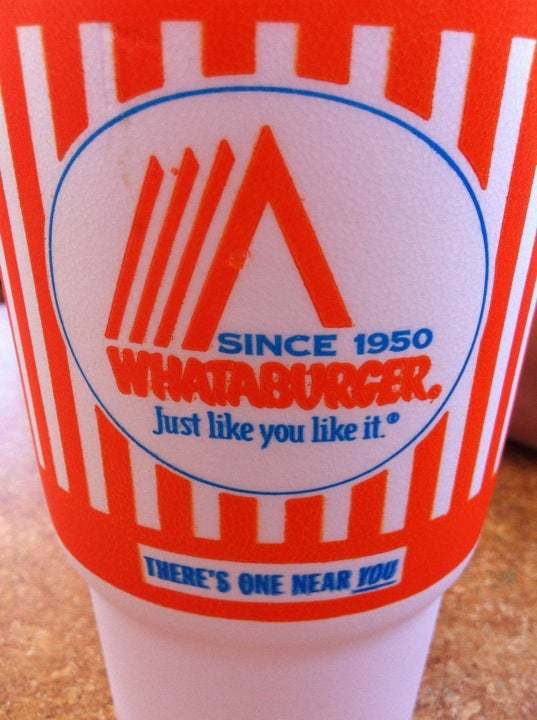 SINCE 1950
WHATABURGER®
Just like you like it.®
THERE'S ONE NEAR YOU